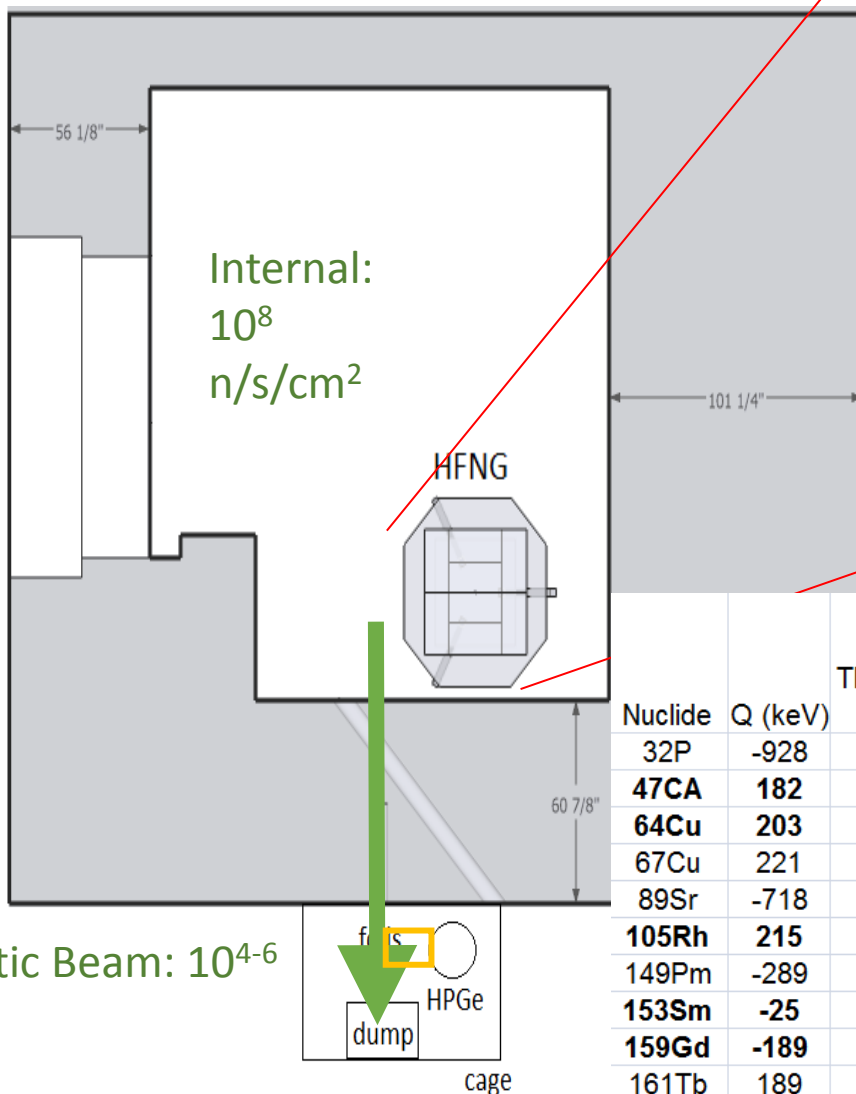 56 1/8"
Internal:
10⁸
n/s/cm²
101 1/4"
HFNG
60 7/8"
tic Beam: 10⁴⁻⁶
HPGe
dump
cage
Tl
Nuclide Q (keV)
32P -928
47CA 182
64Cu 203
67Cu 221
89Sr -718
105Rh 215
149Pm -289
153Sm -25
159Gd -189
161Tb 189